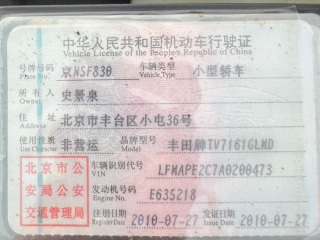 中华人民共和国机动车行驶证
Vehicle License of the People's Republic of China
号牌号码 京NSF830 车辆类型 小型轿车
Plate No. Vehicle Type
所有人 史景泉
Owner
住址 北京市丰台区小屯36号
Address
使用性质 非营运 品牌型号 丰田牌TV7161GLMD
Use Character Model
北京市公 车辆识别代号 LFMAPE2C7A0200473
VIN
安局公安 发动机号码 E635218
Engine No.
交通管理局 注册日期 2010-07-27 发证日期 2010-07-27
Register Date Issue Date